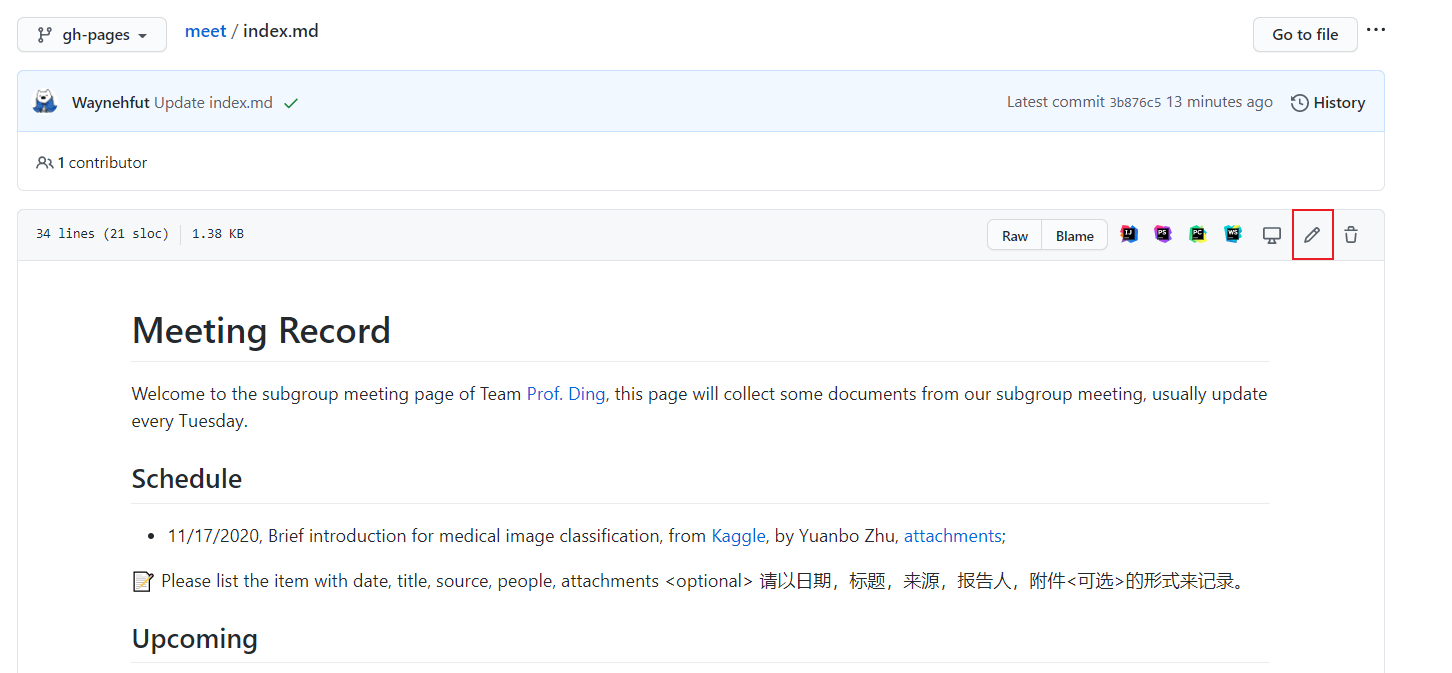 gh-pages meet / index.md Go to file ...
Waynehfut Update index.md Latest commit 3b876c5 13 minutes ago History
1 contributor
34 lines (21 sloc) 1.38 KB Raw Blame IJ PS PC WS
Meeting Record
Welcome to the subgroup meeting page of Team Prof. Ding, this page will collect some documents from our subgroup meeting, usually update
every Tuesday.
Schedule
• 11/17/2020, Brief introduction for medical image classification, from Kaggle, by Yuanbo Zhu, attachments;
📝 Please list the item with date, title, source, people, attachments <optional> 请以日期，标题，来源，报告人，附件<可选>的形式来记录。
Upcoming